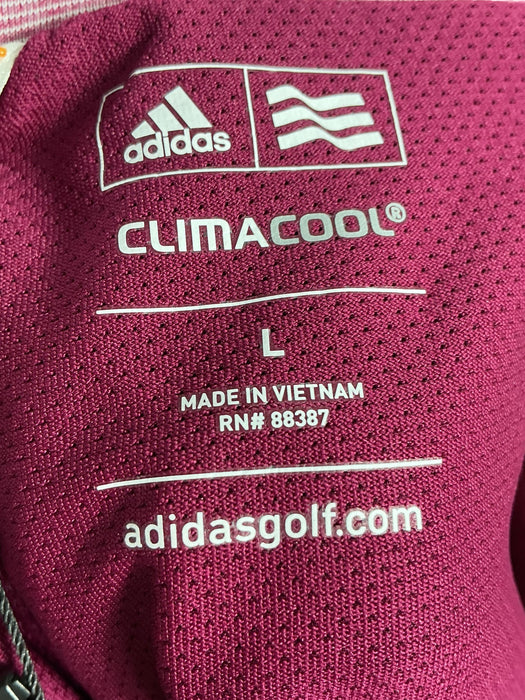 adidas
CLIMACOOL®
L
MADE IN VIETNAM
RN# 88387
adidasgolf.com